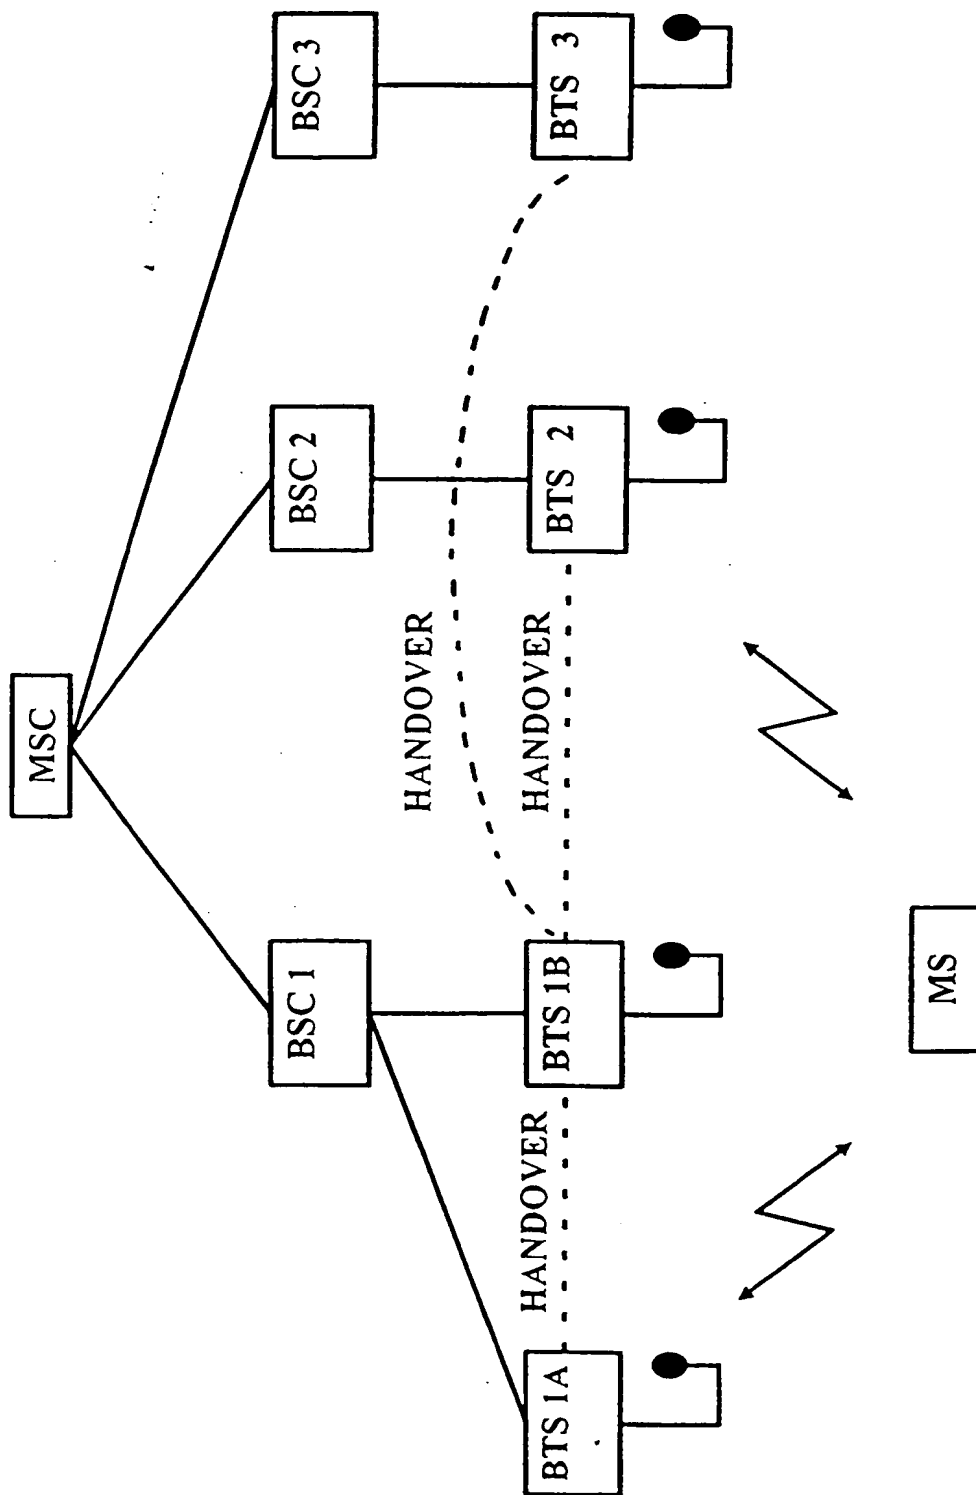 MSC
BSC 1
BSC 2
BSC 3
HANDOVER
HANDOVER
HANDOVER
BTS 1A
BTS 1B
BTS 2
BTS 3
MS